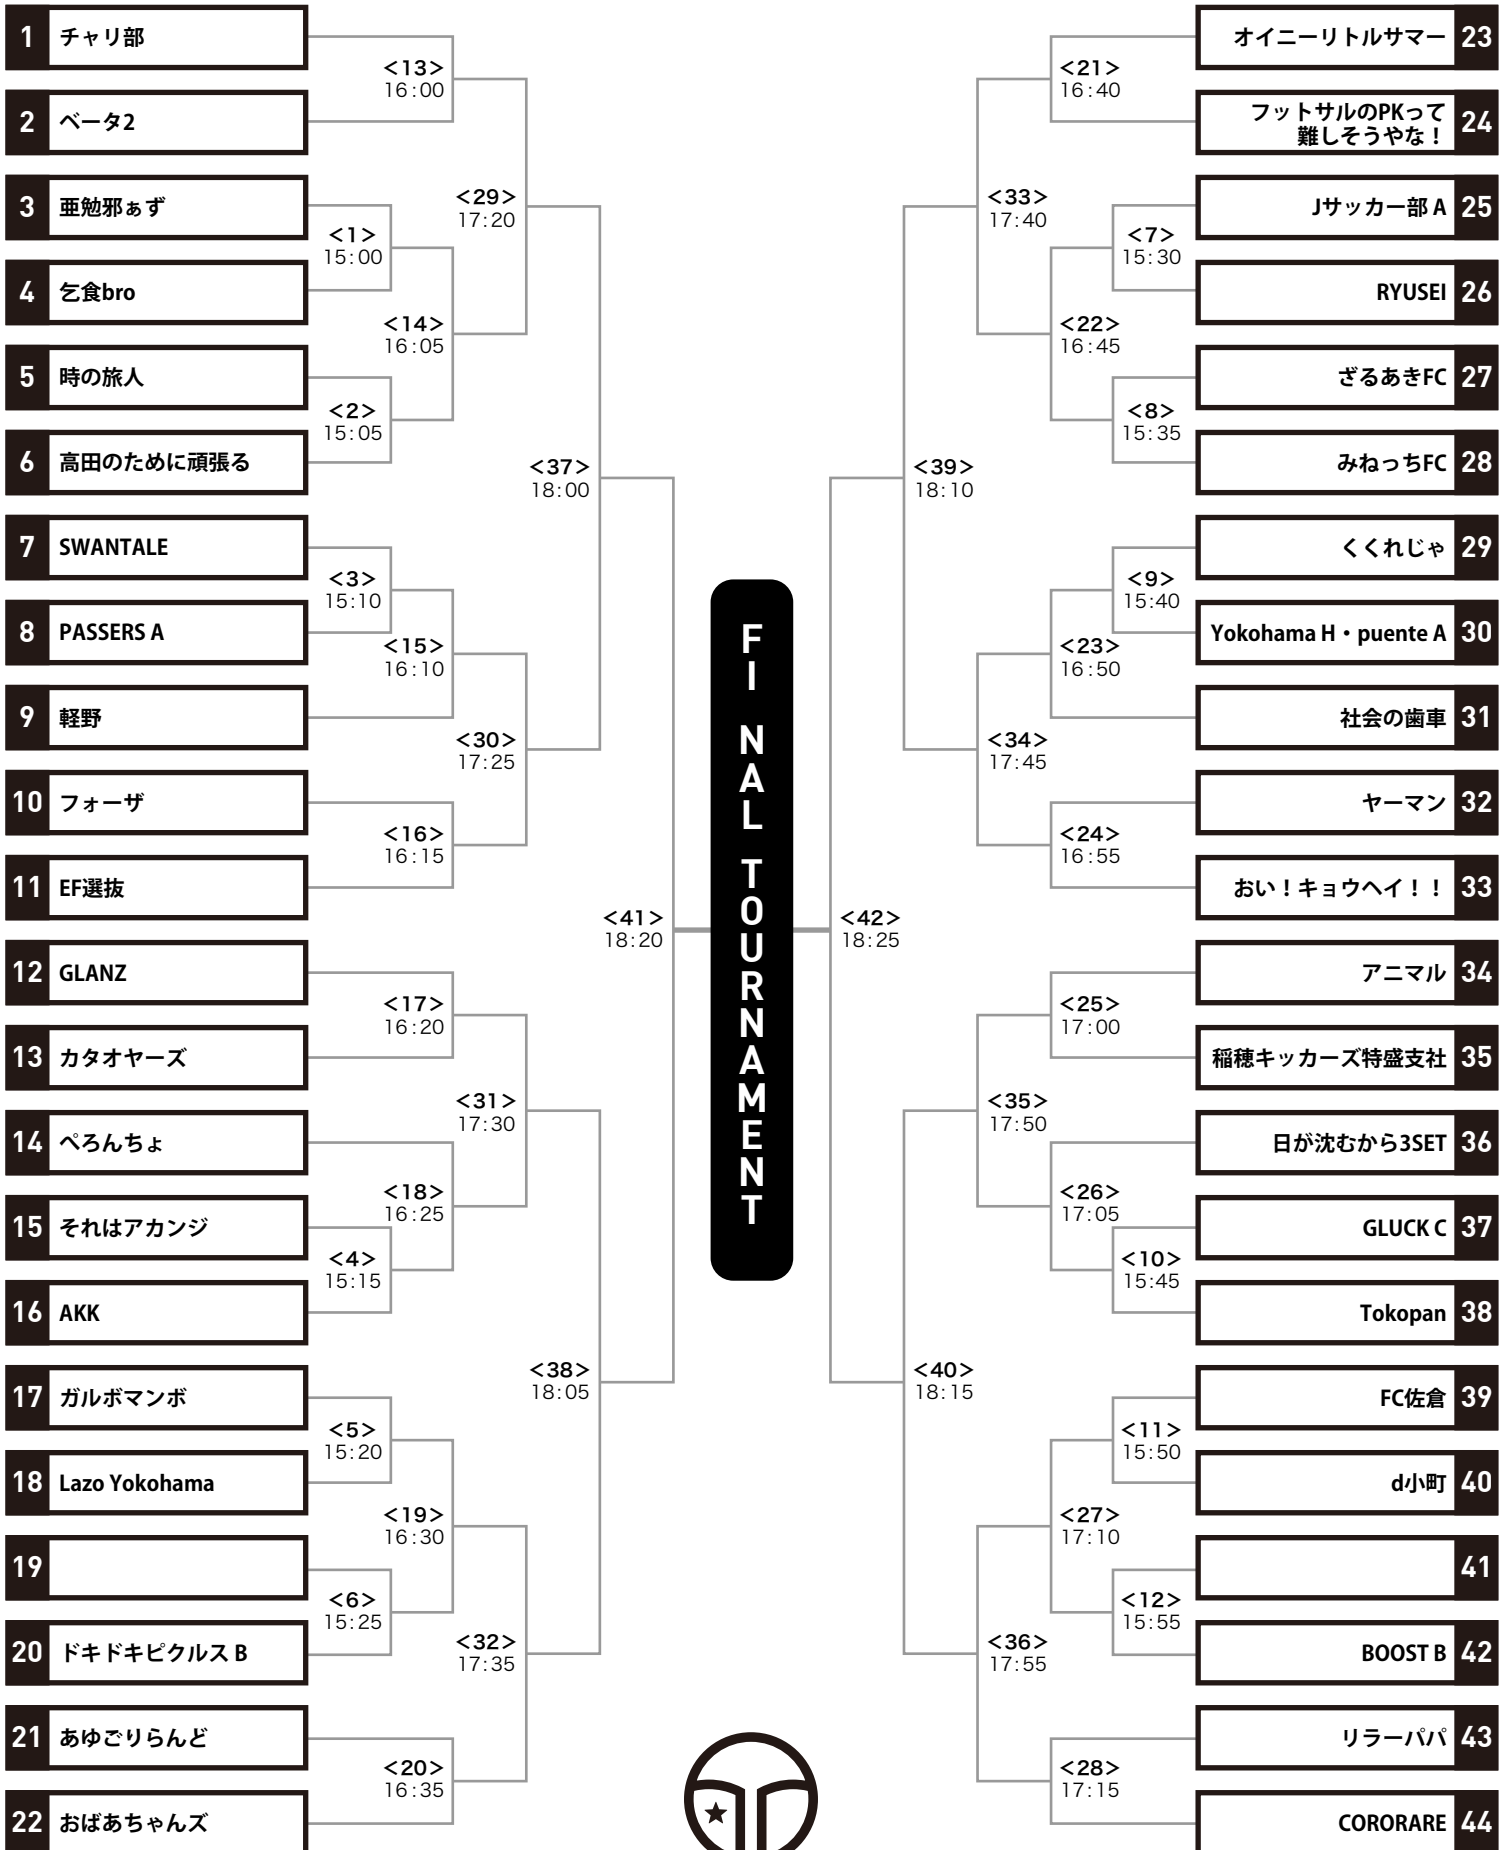 1 チャリ部
2 ベータ2
3 亜勉邪ぁず
4 乞食bro
5 時の旅人
6 高田のために頑張る
7 SWANTALE
8 PASSERS A
9 軽野
10 フォーザ
11 EF選抜
12 GLANZ
13 カタオヤーズ
14 ぺろんちょ
15 それはアカンジ
16 AKK
17 ガルボマンボ
18 Lazo Yokohama
19
20 ドキドキピクルス B
21 あゆごりらんど
22 おばあちゃんズ
<1>
15:00
<2>
15:05
<3>
15:10
<4>
15:15
<5>
15:20
<6>
15:25
<13>
16:00
<14>
16:05
<15>
16:10
<16>
16:15
<17>
16:20
<18>
16:25
<19>
16:30
<20>
16:35
<29>
17:20
<30>
17:25
<31>
17:30
<32>
17:35
<37>
18:00
<38>
18:05
<41>
18:20
FINAL TOURNAMENT
<42>
18:25
<39>
18:10
<40>
18:15
<33>
17:40
<34>
17:45
<35>
17:50
<36>
17:55
<21>
16:40
<22>
16:45
<23>
16:50
<24>
16:55
<25>
17:00
<26>
17:05
<27>
17:10
<28>
17:15
<7>
15:30
<8>
15:35
<9>
15:40
<10>
15:45
<11>
15:50
<12>
15:55
オイニーリトルサマー 23
フットサルのPKって
難しそうやな！ 24
Jサッカー部 A 25
RYUSEI 26
ざるあきFC 27
みねっちFC 28
くくれじゃ 29
Yokohama H・puente A 30
社会の歯車 31
ヤーマン 32
おい！キョウヘイ！！ 33
アニマル 34
稲穂キッカーズ特盛支社 35
日が沈むから3SET 36
GLUCK C 37
Tokopan 38
FC佐倉 39
d小町 40
41
BOOST B 42
リラーパパ 43
CORORARE 44